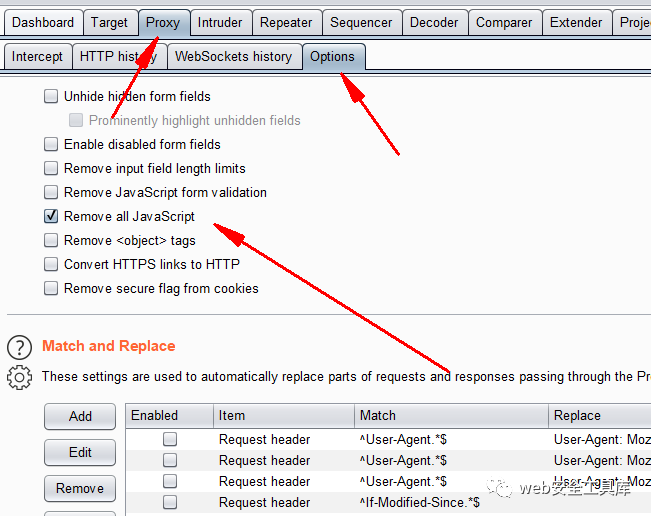 Dashboard Target Proxy Intruder Repeater Sequencer Decoder Comparer Extender Proje
Intercept HTTP history WebSockets history Options
Unhide hidden form fields
Prominently highlight unhidden fields
Enable disabled form fields
Remove input field length limits
Remove JavaScript form validation
Remove all JavaScript
Remove <object> tags
Convert HTTPS links to HTTP
Remove secure flag from cookies
? Match and Replace
These settings are used to automatically replace parts of requests and responses passing through the Pr
Add Enabled Item Match Replace
Request header ^User-Agent.*$ User-Agent: Moz
Edit Request header ^User-Agent.*$ User-Agent: Moz
Remove Request header ^User-Agent.*$ User-Agent: Moz
Request header ^If-Modified-Since.*$
web安全工具库